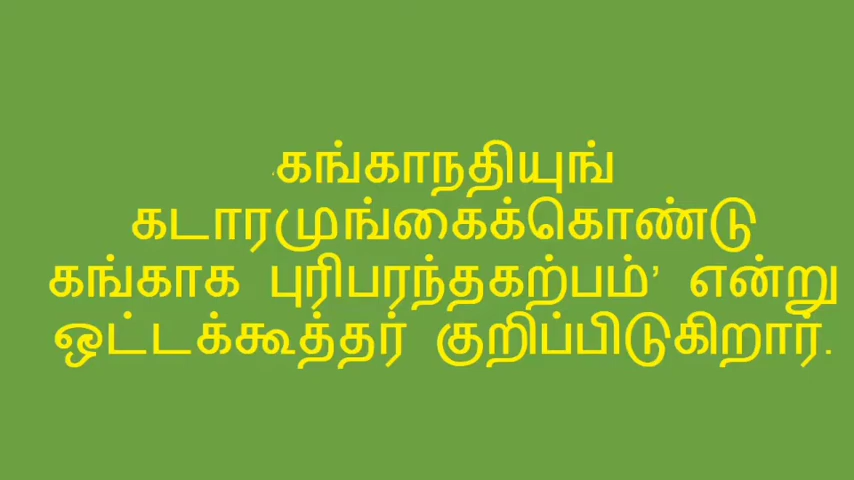 ‘கங்காநதியுங்
கடாரமுங்கைக்கொண்டு
கங்காக புரிபரந்தகற்பம்’ என்று
ஒட்டக்கூத்தர் குறிப்பிடுகிறார்.